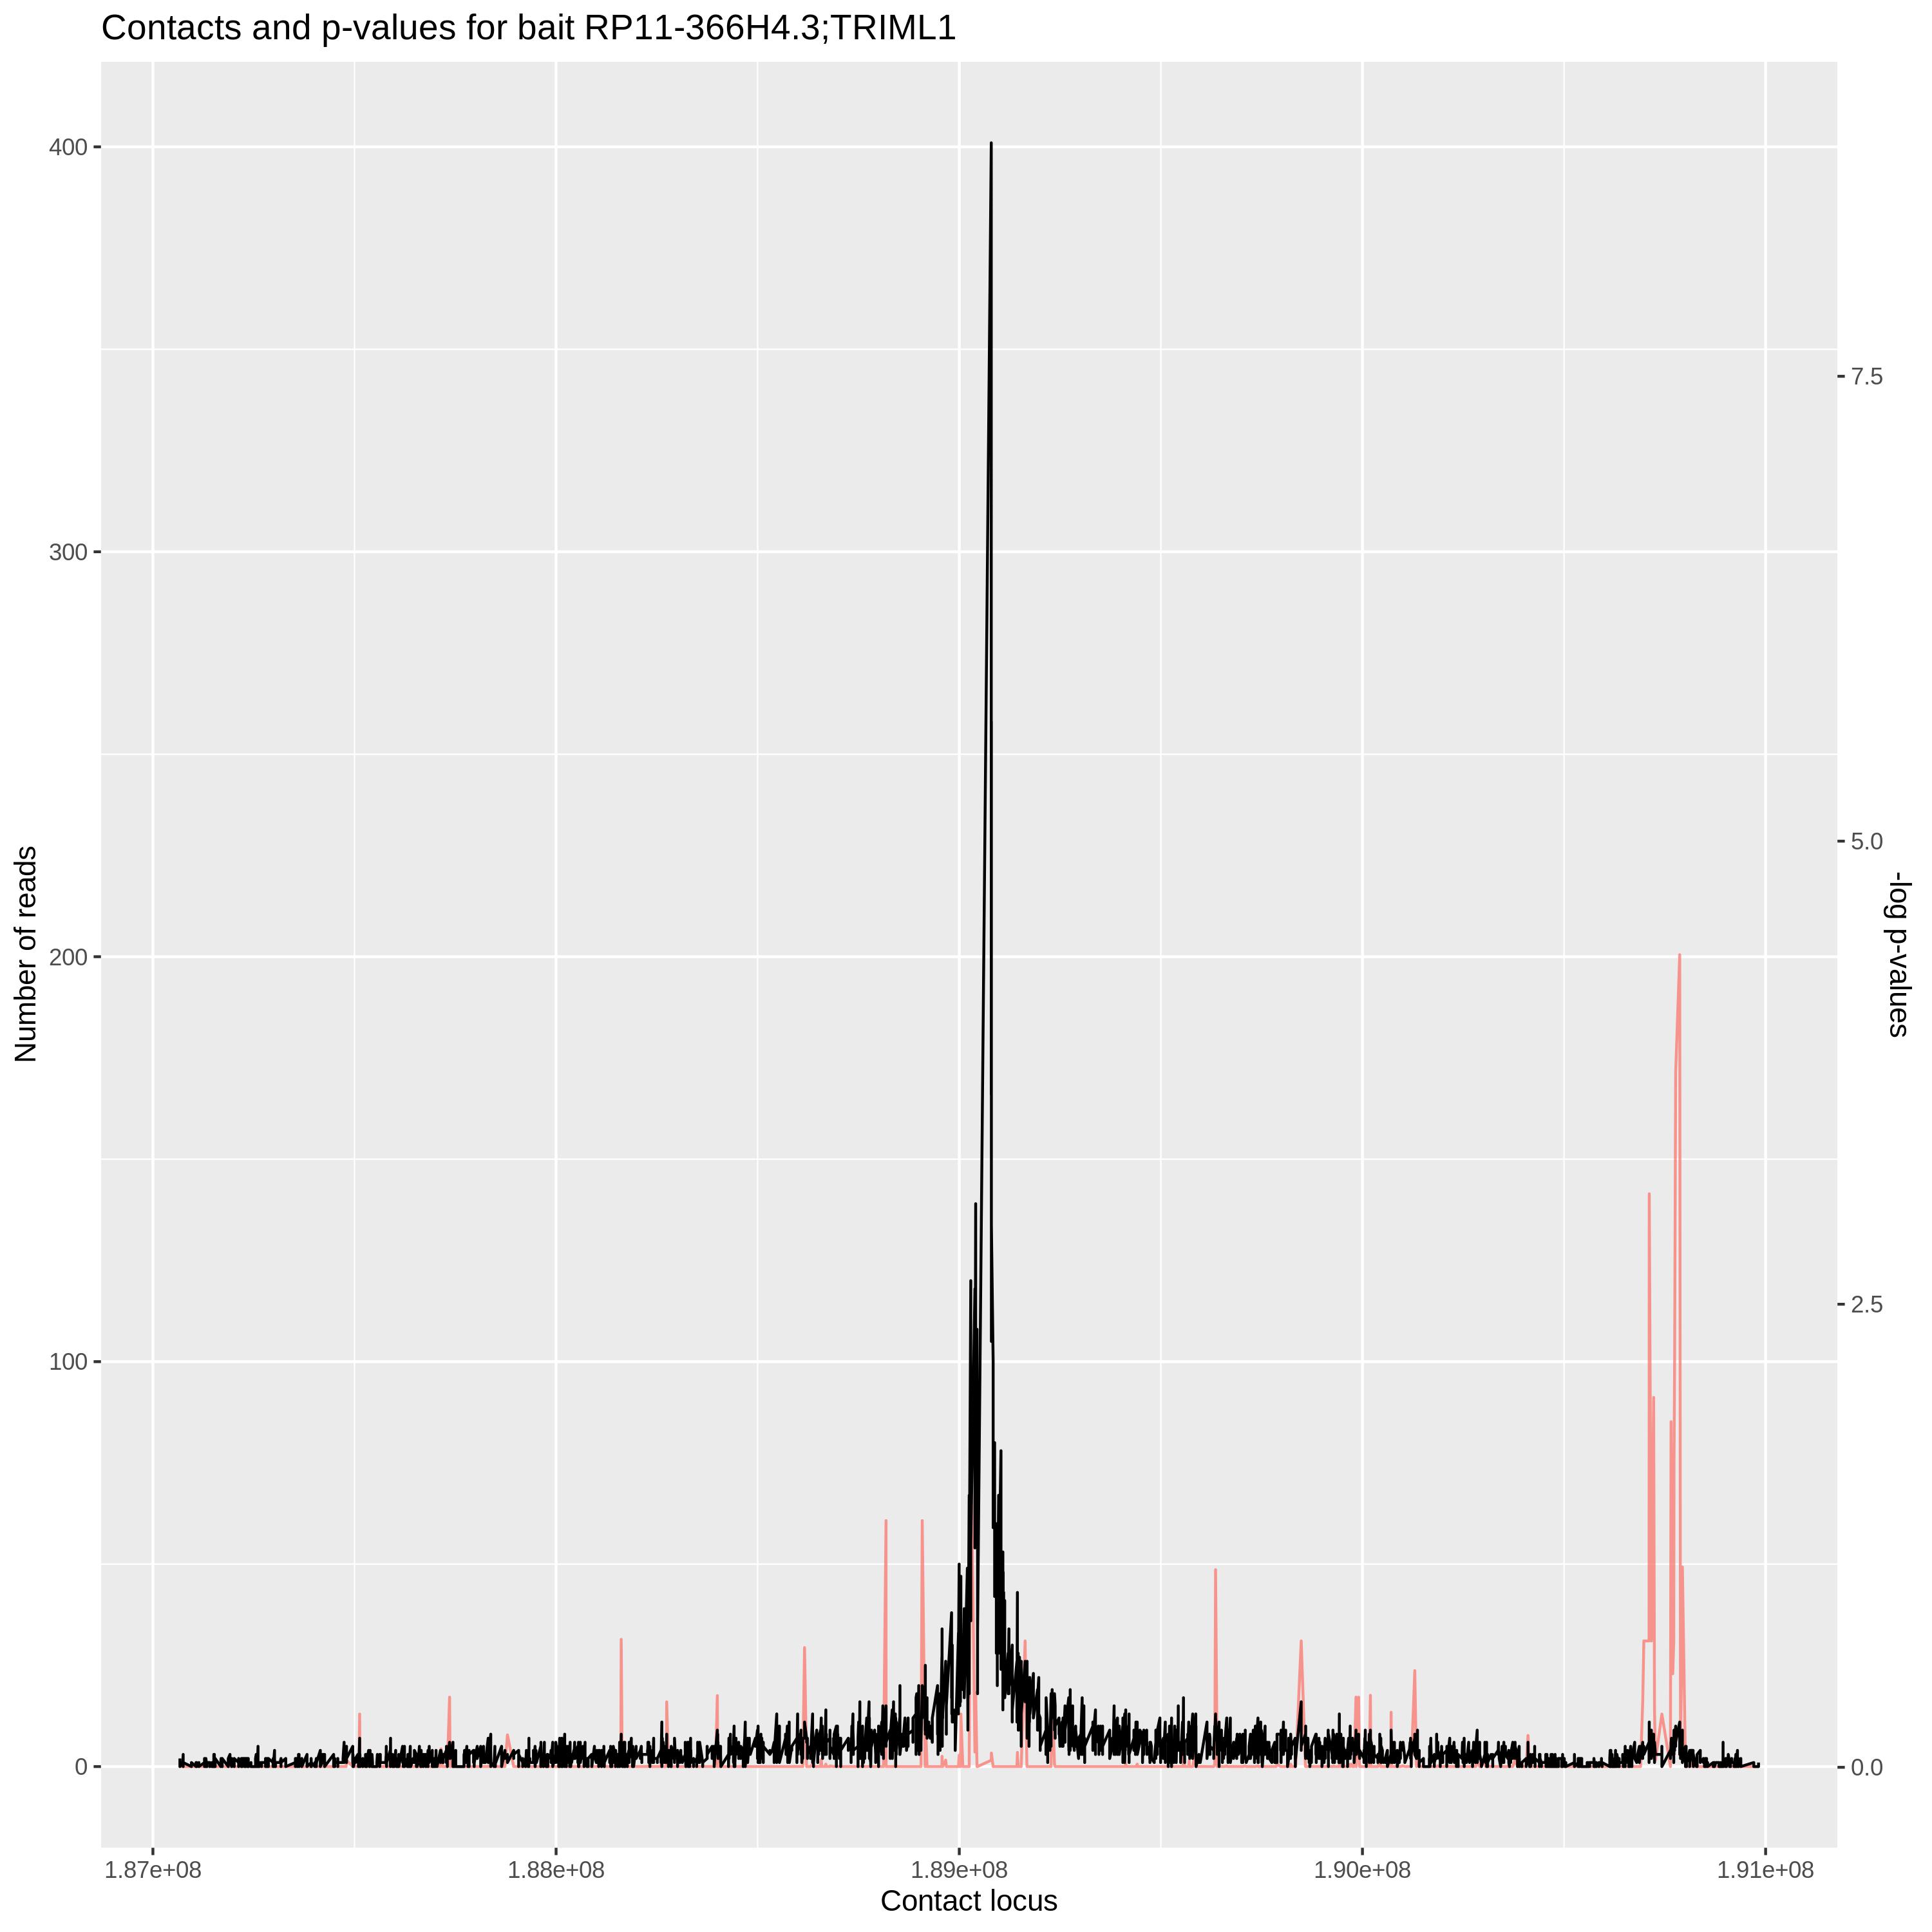 Contacts and p-values for bait RP11-366H4.3;TRIML1
400
300
200
100
0
Number of reads
7.5
5.0
2.5
0.0
-log p-values
1.87e+08
1.88e+08
1.89e+08
1.90e+08
1.91e+08
Contact locus